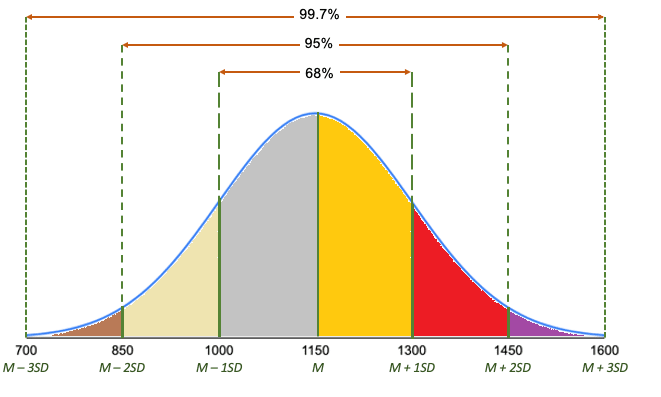 99.7%
95%
68%
700 850 1000 1150 1300 1450 1600
M – 3SD M – 2SD M – 1SD M M + 1SD M + 2SD M + 3SD